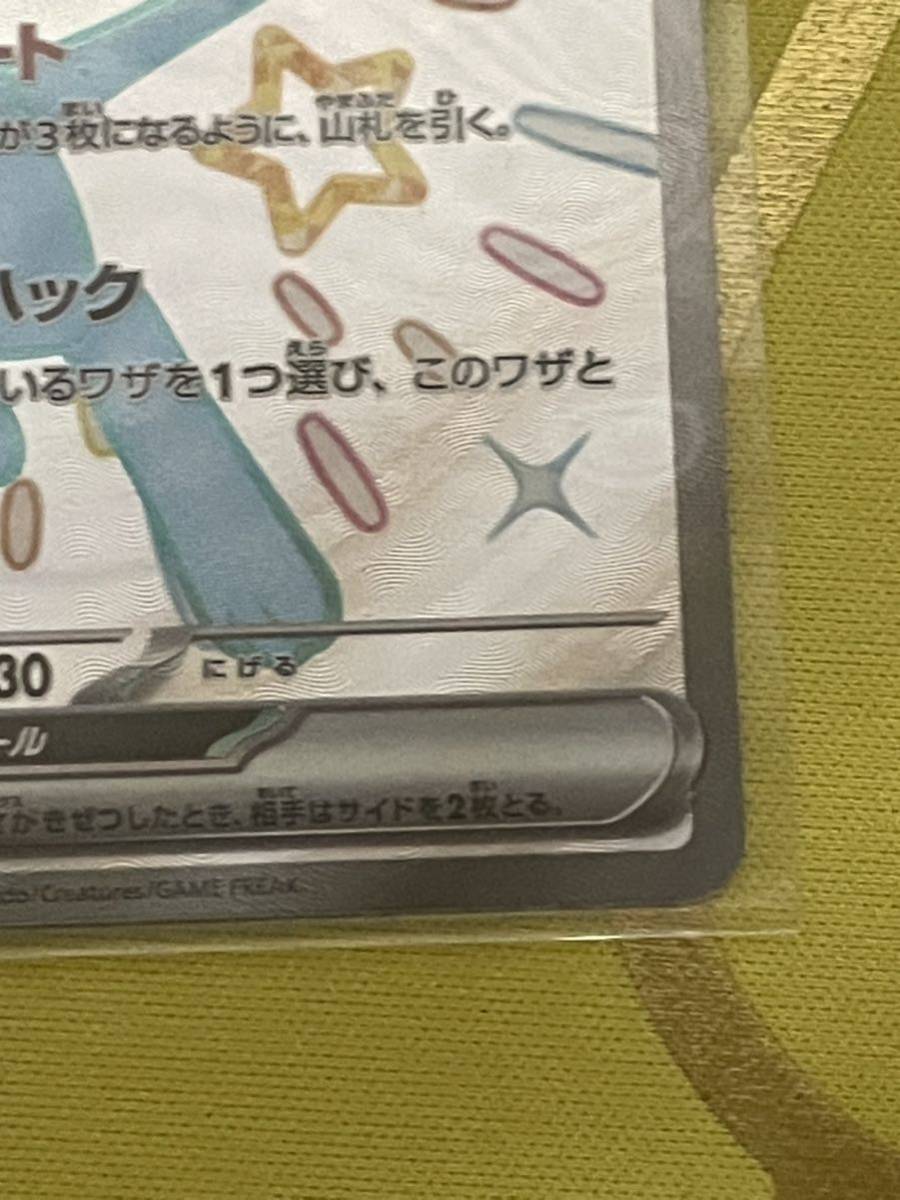 ート
が3枚になるように、山札を引く。
ハック
いるワザを1つ選び、このワザと
30 にげる
ール
がきぜつしたとき、相手はサイドを2枚とる。
do/Creatures/GAME FREAK